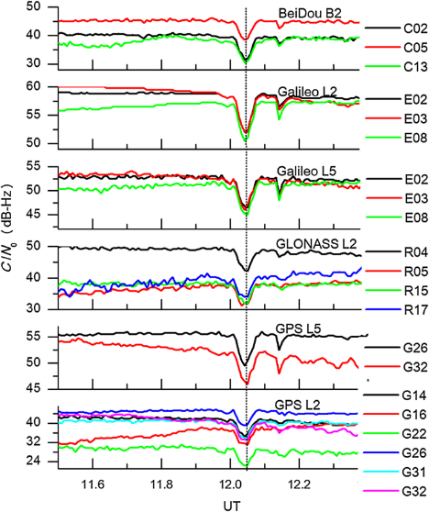 BeiDou B2
50
40
30
C02
C05
C13
Galileo L2
60
55
50
E02
E03
E08
Galileo L5
55
50
45
E02
E03
E08
C/N0 (dB-Hz)
GLONASS L2
50
40
30
R04
R05
R15
R17
GPS L5
55
50
45
G26
G32
GPS L2
40
32
24
G14
G16
G22
G26
G31
G32
11.6 11.8 12.0 12.2
UT